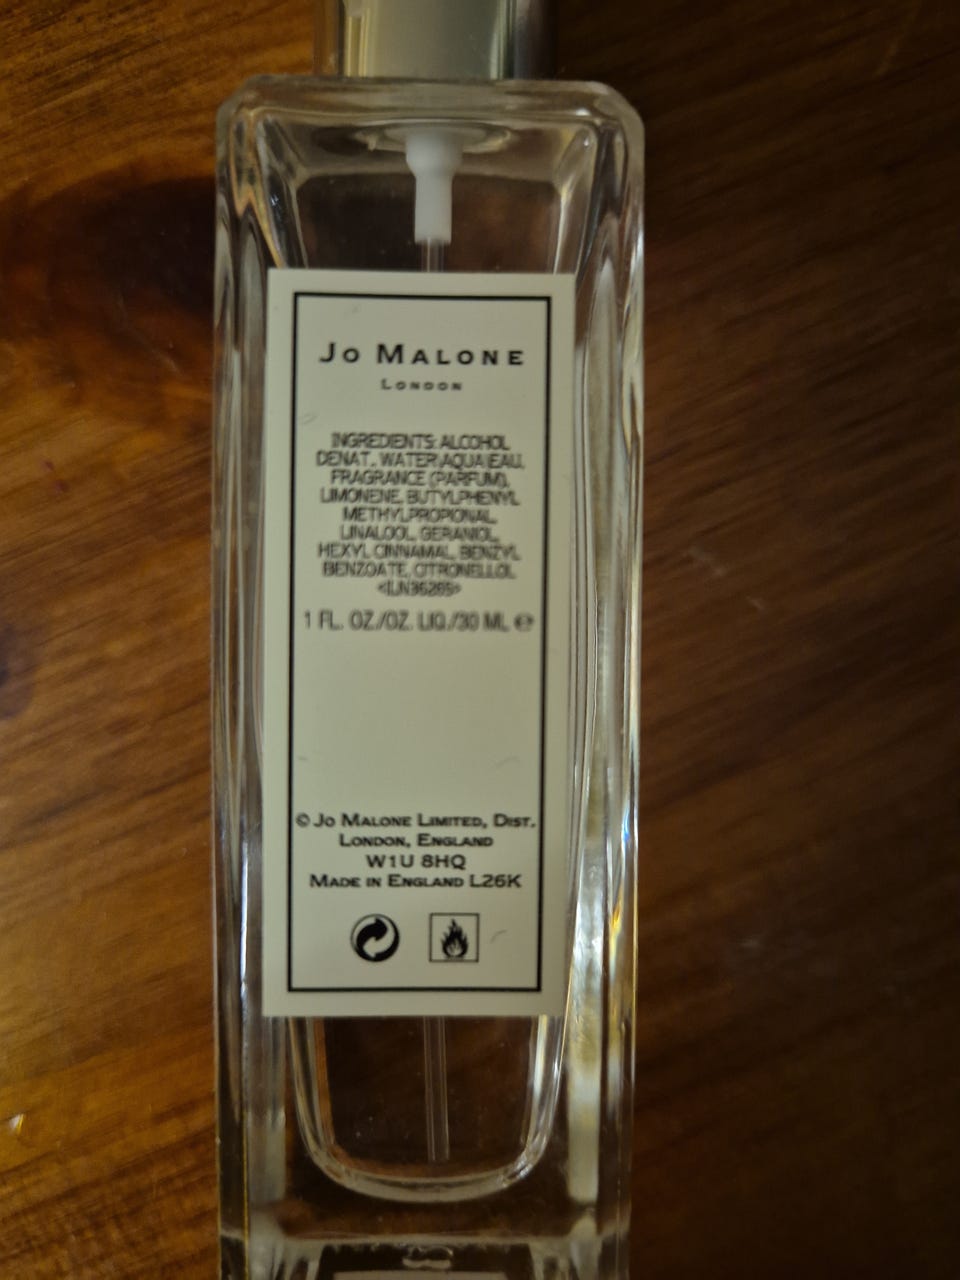 JO MALONE
LONDON
INGREDIENTS: ALCOHOL
DENAT., WATER\AQUA\EAU,
FRAGRANCE (PARFUM),
LIMONENE, BUTYLPHENYL
METHYLPROPIONAL,
LINALOOL, GERANIOL,
HEXYL CINNAMAL, BENZYL
BENZOATE, CITRONELLOL
<ILN36269>
1 FL. OZ./OZ. LIQ./30 ML ℮
© JO MALONE LIMITED, DIST.
LONDON, ENGLAND
W1U 8HQ
MADE IN ENGLAND L26K